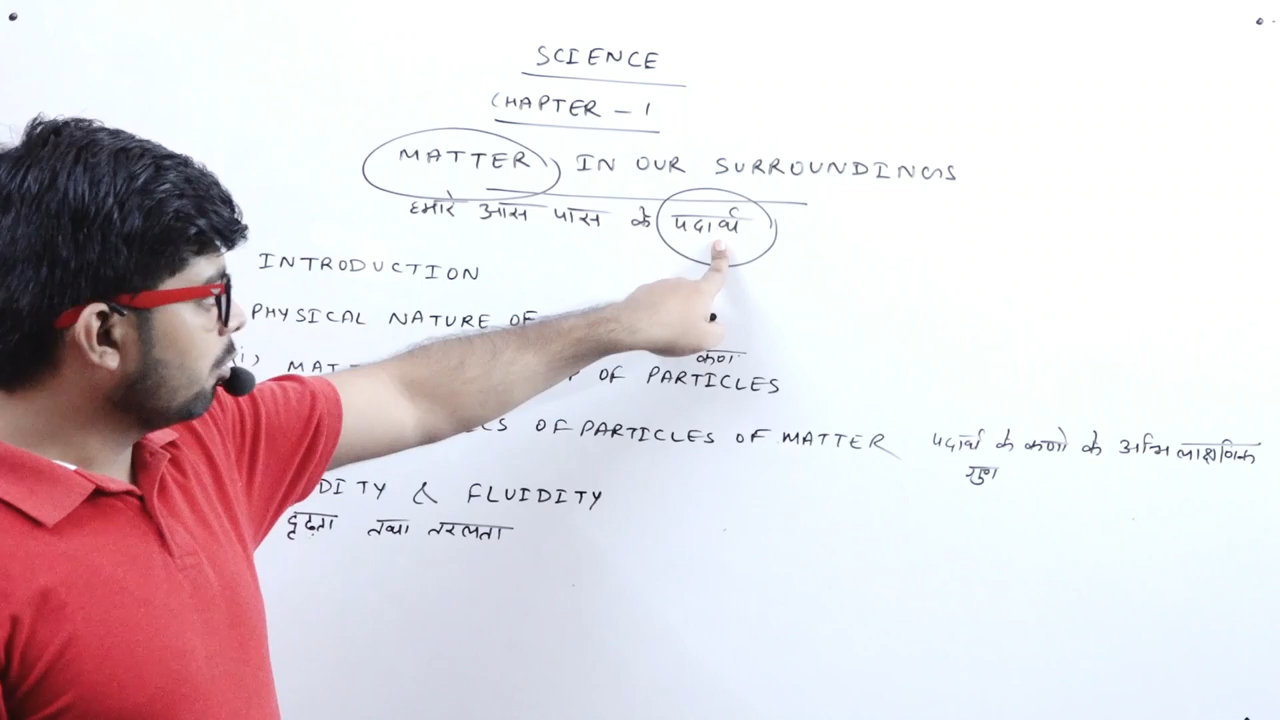 SCIENCE
CHAPTER - 1
MATTER IN OUR SURROUNDINGS
हमारे आस पास के पदार्थ
INTRODUCTION
PHYSICAL NATURE OF
कण
(i) MAT OF PARTICLES
OF PARTICLES OF MATTER पदार्थ के कणो के अभिलाक्षणिक
गुण
DITY & FLUIDITY
दृढ़ता तथा तरलता